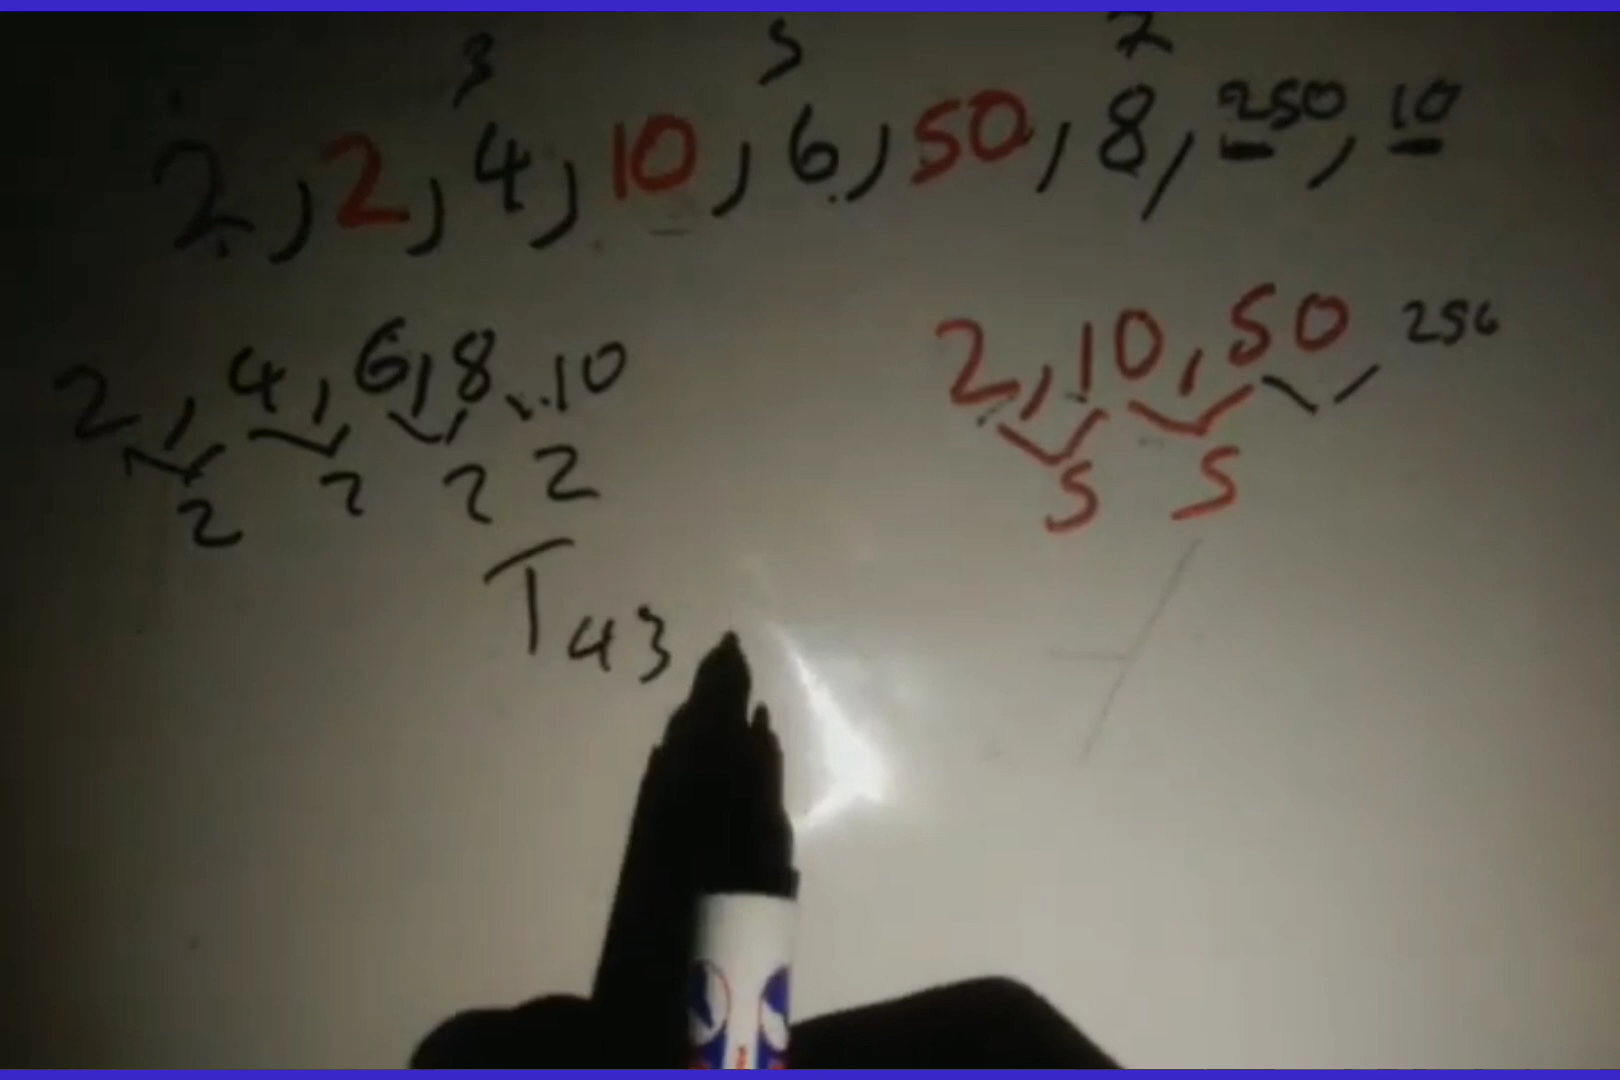 3 5 7
2, 2, 4, 10, 6, 50, 8, 250, 10
2, 4, 6, 8, 10
2 2 2 2
2, 10, 50, 250
5 5
T43